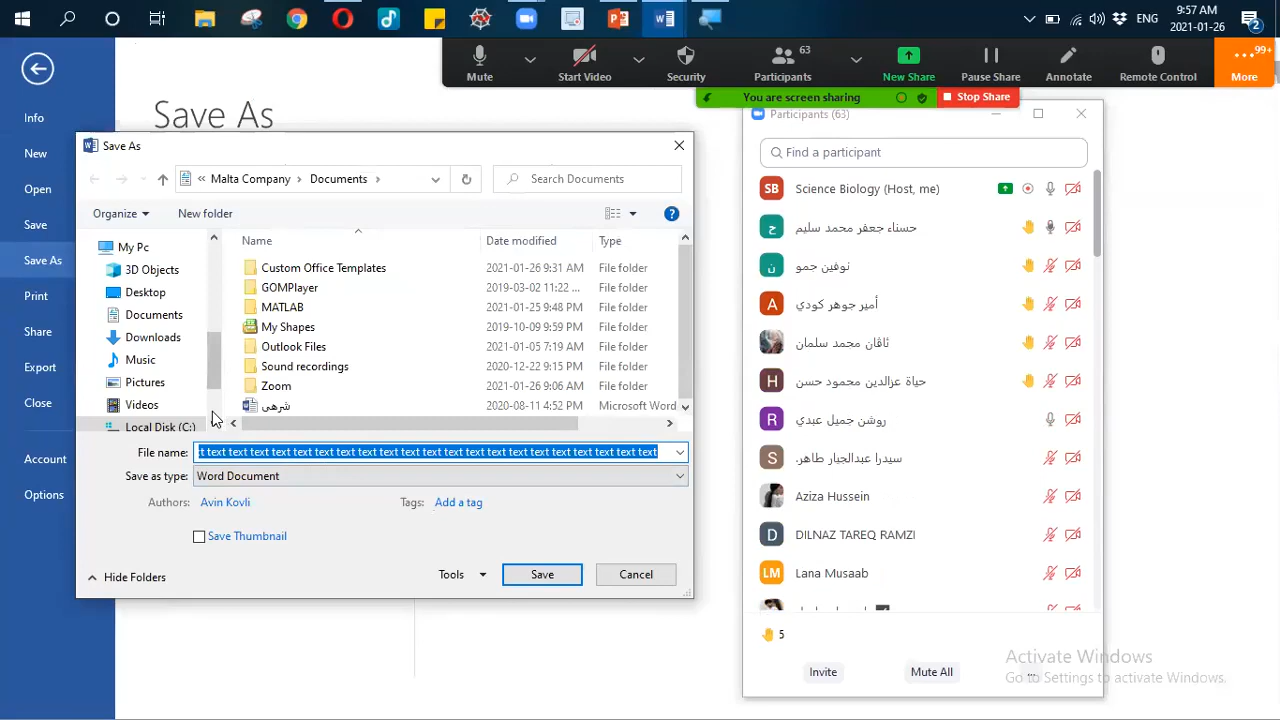 ENG
9:57 AM
2021-01-26
2
Mute
Start Video
Security
63
Participants
New Share
Pause Share
Annotate
Remote Control
99+
More
You are screen sharing
Stop Share
Info
New
Open
Save
Save As
Print
Share
Export
Close
Account
Options
Save As
Save As
« Malta Company > Documents >
Search Documents
Organize
New folder
My Pc
3D Objects
Desktop
Documents
Downloads
Music
Pictures
Videos
Local Disk (C:)
Name Date modified Type
Custom Office Templates 2021-01-26 9:31 AM File folder
GOMPlayer 2019-03-02 11:22 ... File folder
MATLAB 2021-01-25 9:48 PM File folder
My Shapes 2019-10-09 9:59 PM File folder
Outlook Files 2021-01-05 7:19 AM File folder
Sound recordings 2020-12-22 9:15 PM File folder
Zoom 2021-01-26 9:06 AM File folder
شرهی 2020-08-11 4:52 PM Microsoft Word
File name: t text text text text text text text text text text text text text text text text text text text text text
Save as type: Word Document
Authors: Avin Kovli
Tags: Add a tag
Save Thumbnail
Hide Folders
Tools
Save
Cancel
Participants (63)
Find a participant
SB Science Biology (Host, me)
ح حسناء جعفر محمد سليم
ن نوفين حمو
A أمير جوهر كودي
ئاڤان محمد سلمان
H حياة عزالدين محمود حسن
R روشن جميل عبدي
S سيدرا عبدالجبار طاهر.
Aziza Hussein
D DILNAZ TAREQ RAMZI
LM Lana Musaab
5
Invite
Mute All
...
Activate Windows
Go to Settings to activate Windows.